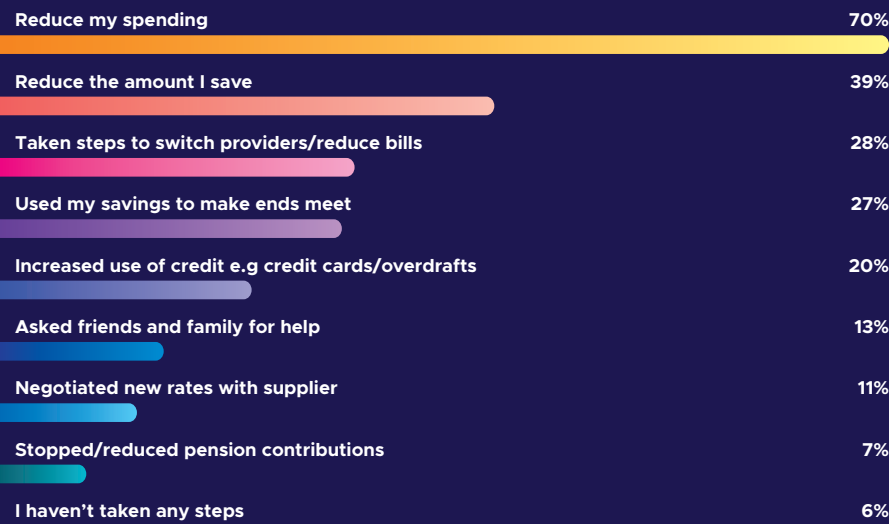 Reduce my spending 70%
Reduce the amount I save 39%
Taken steps to switch providers/reduce bills 28%
Used my savings to make ends meet 27%
Increased use of credit e.g credit cards/overdrafts 20%
Asked friends and family for help 13%
Negotiated new rates with supplier 11%
Stopped/reduced pension contributions 7%
I haven’t taken any steps 6%